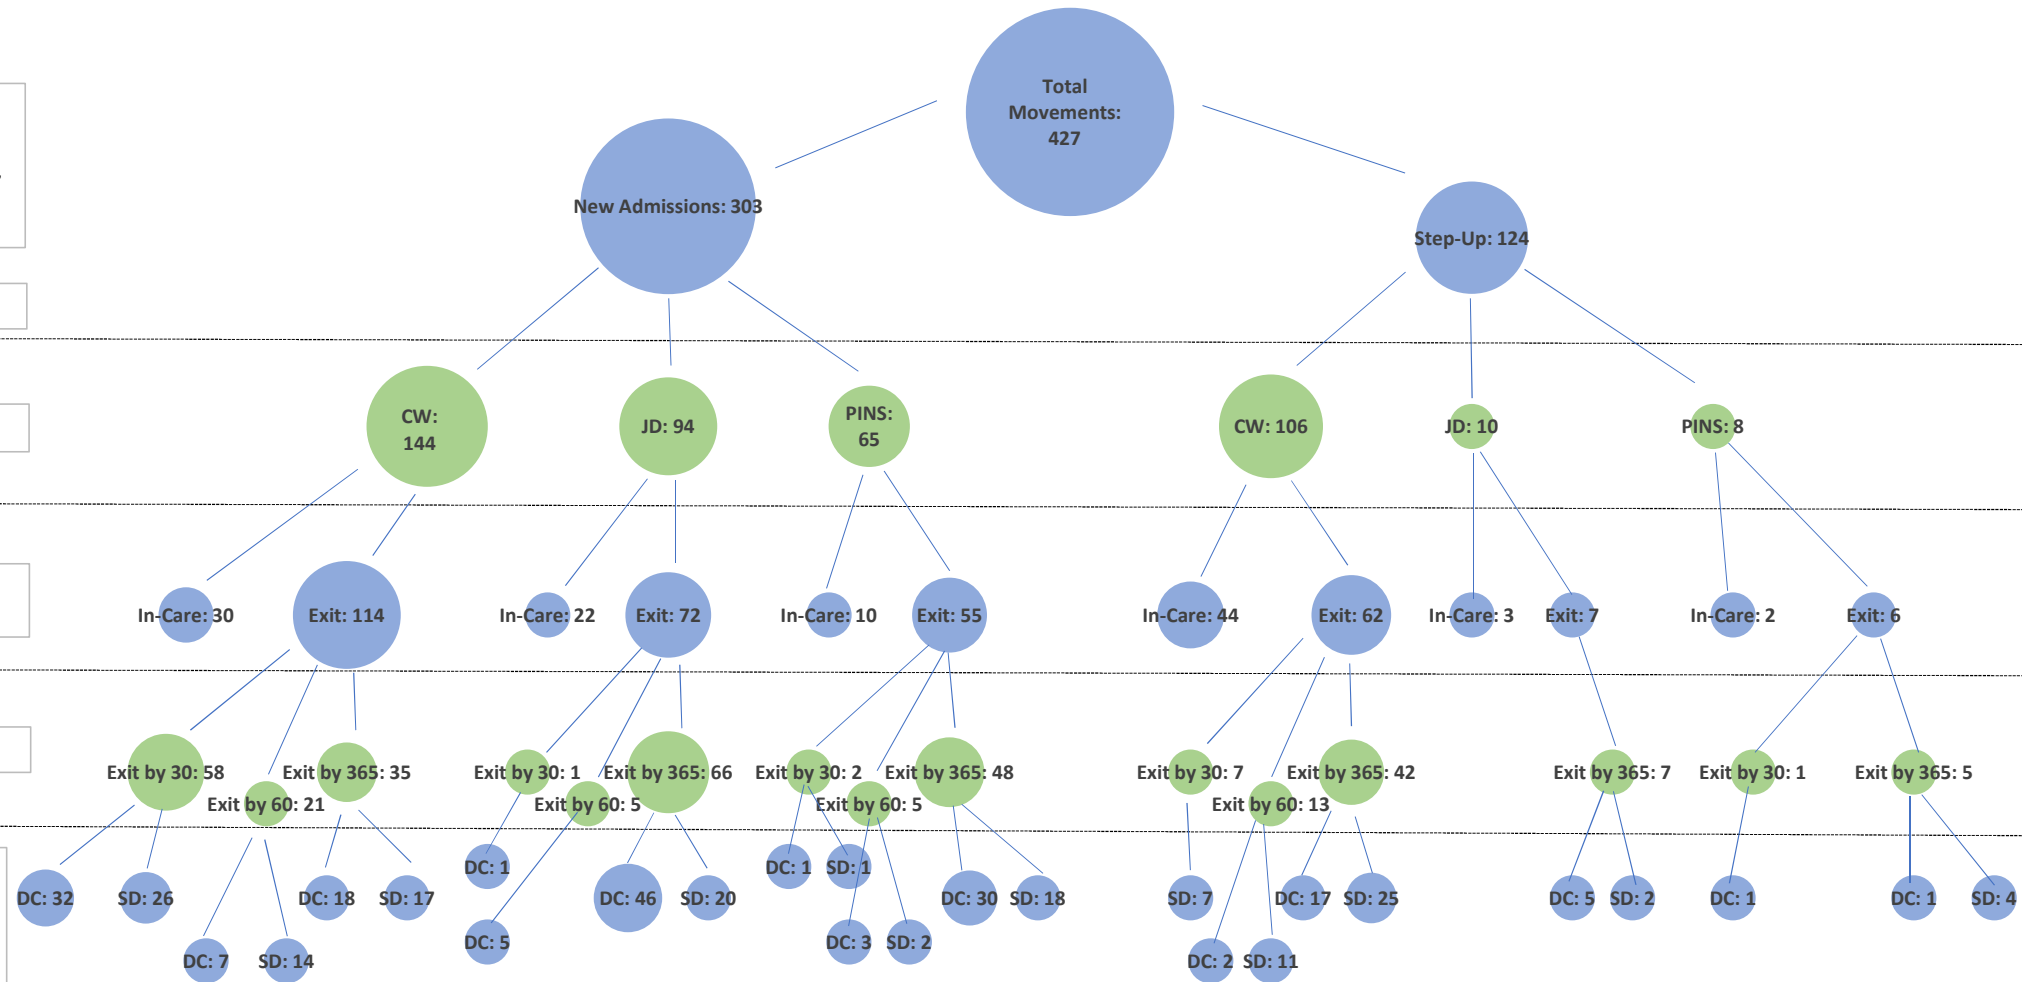 Total
Movements:
427
New Admissions: 303
Step-Up: 124
CW:
144
JD: 94
PINS:
65
CW: 106
JD: 10
PINS: 8
In-Care: 30
Exit: 114
In-Care: 22
Exit: 72
In-Care: 10
Exit: 55
In-Care: 44
Exit: 62
In-Care: 3
Exit: 7
In-Care: 2
Exit: 6
Exit by 30: 58
Exit by 60: 21
Exit by 365: 35
Exit by 30: 1
Exit by 60: 5
Exit by 365: 66
Exit by 30: 2
Exit by 60: 5
Exit by 365: 48
Exit by 30: 7
Exit by 60: 13
Exit by 365: 42
Exit by 365: 7
Exit by 30: 1
Exit by 365: 5
DC: 32
SD: 26
DC: 7
SD: 14
DC: 18
SD: 17
DC: 1
DC: 5
DC: 46
SD: 20
DC: 1
SD: 1
DC: 3
SD: 2
DC: 30
SD: 18
SD: 7
DC: 2
SD: 11
DC: 17
SD: 25
DC: 5
SD: 2
DC: 1
DC: 1
SD: 4